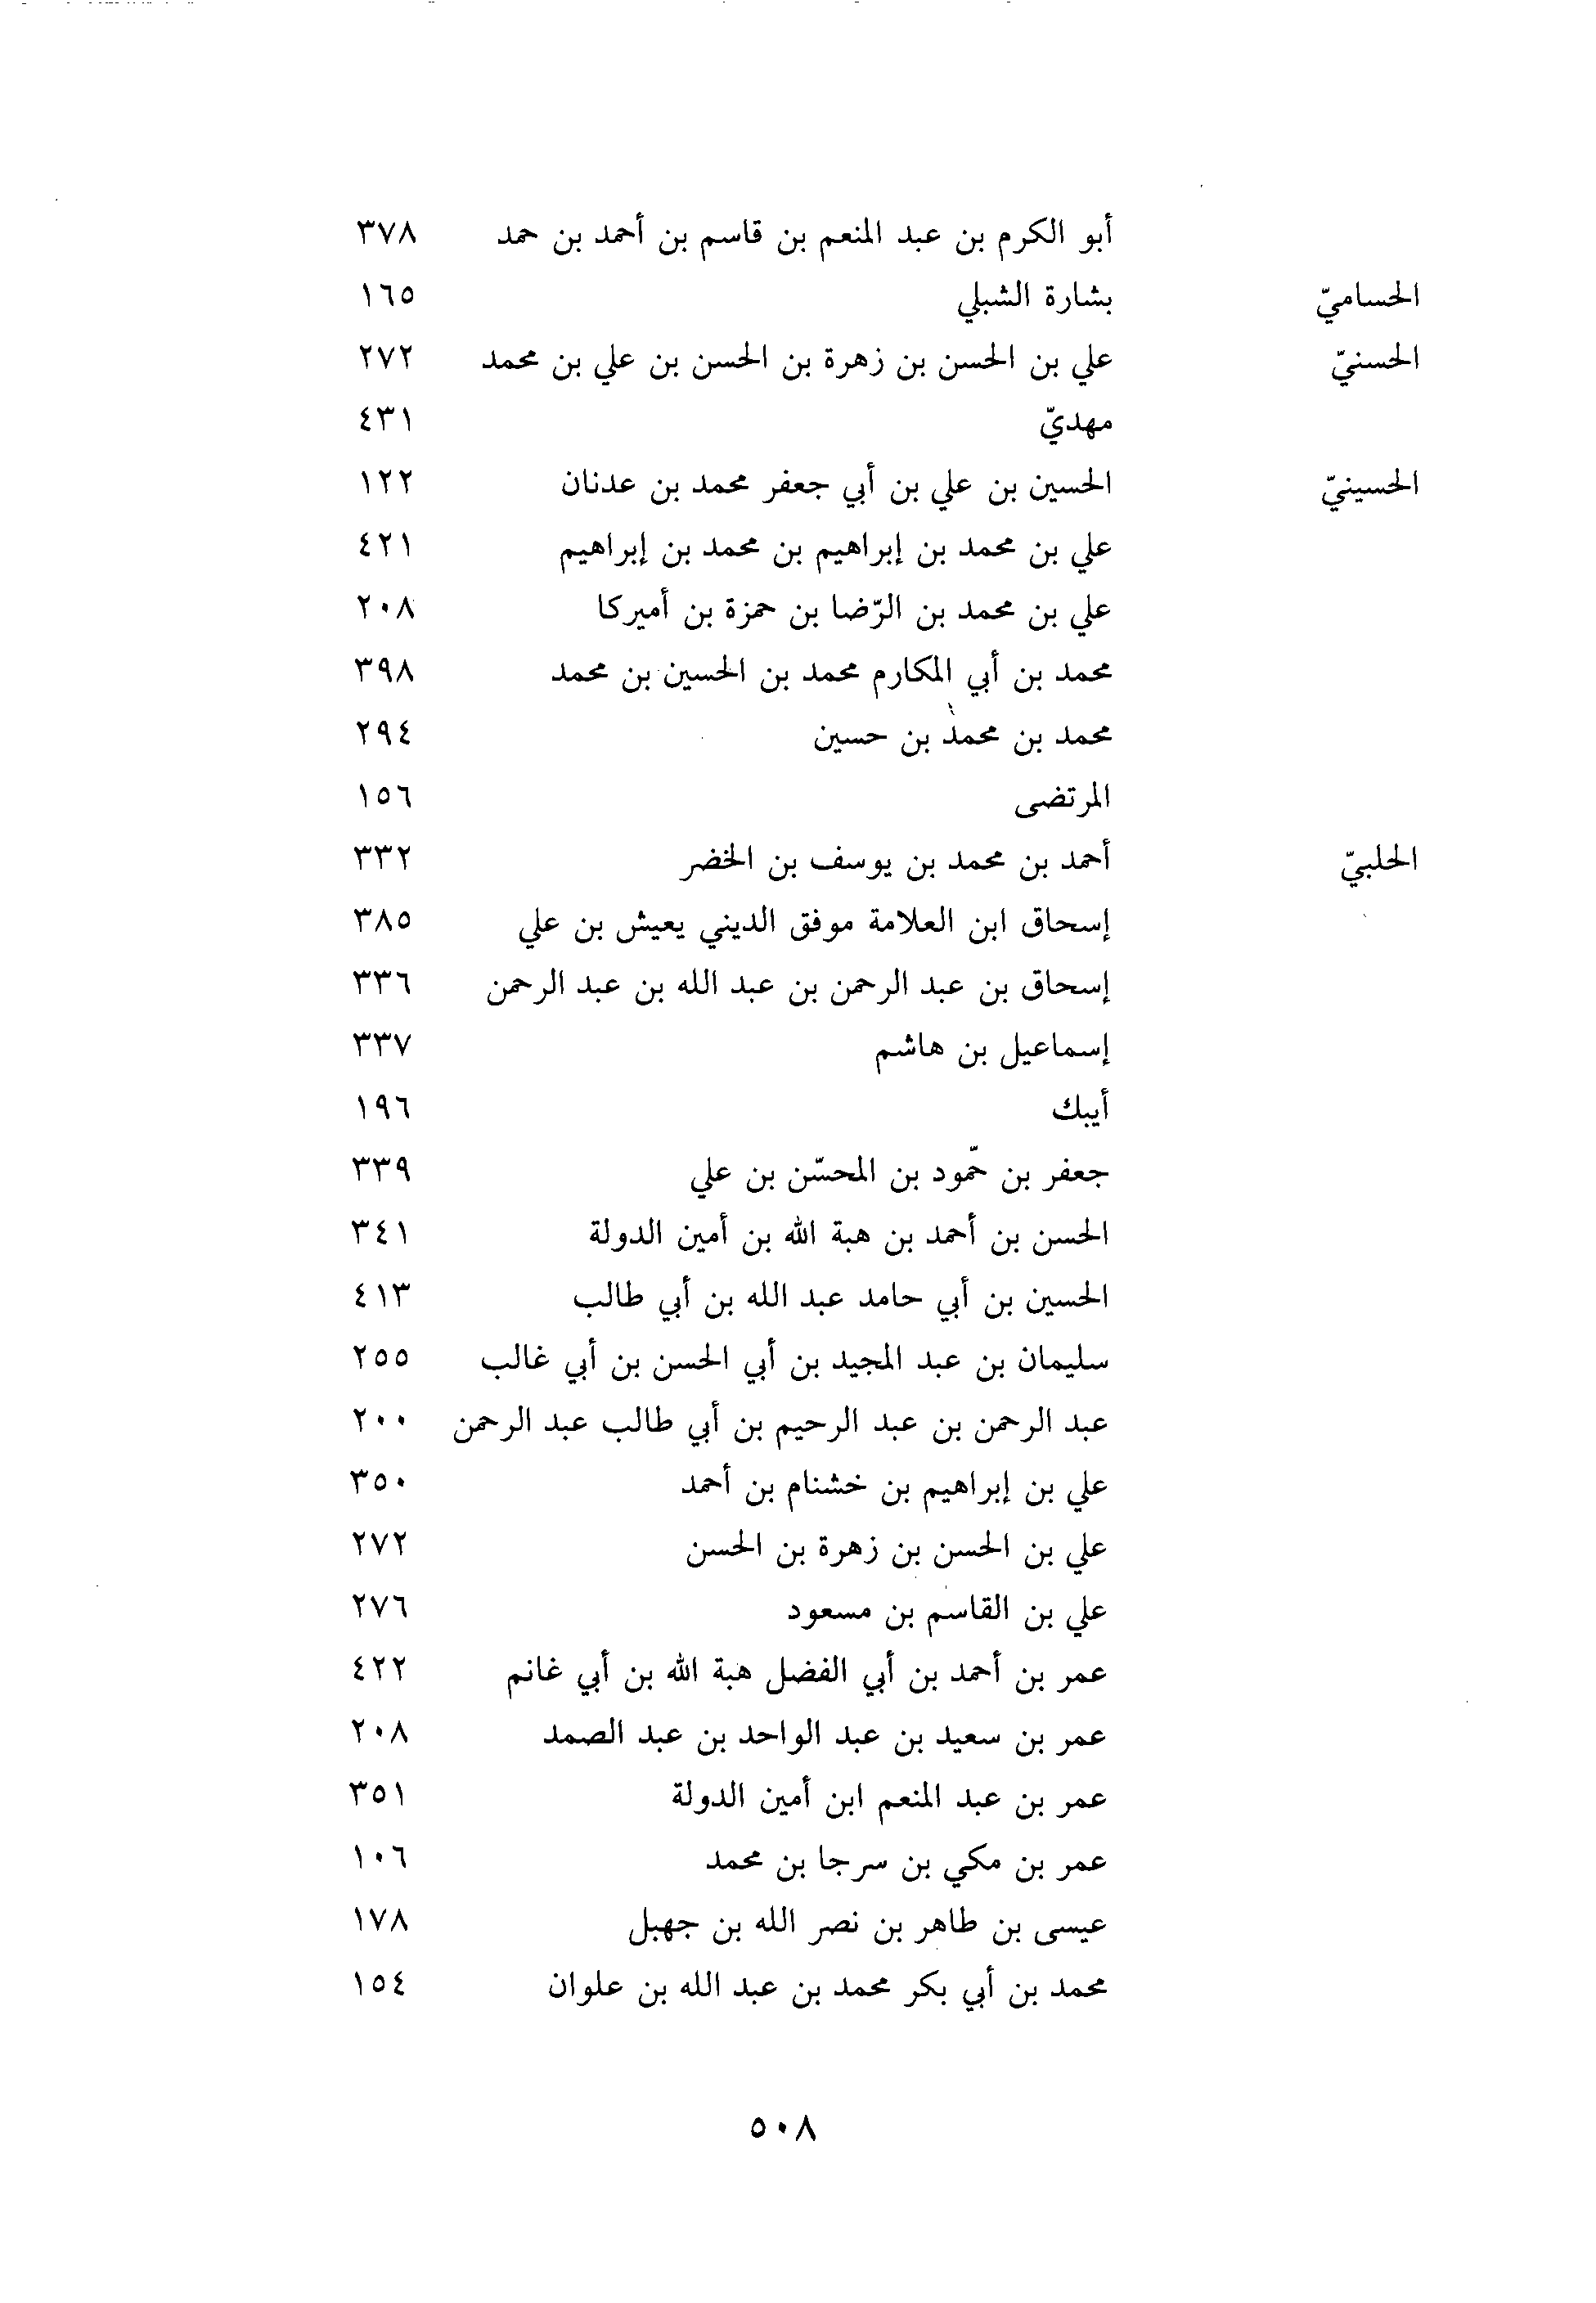 أبو الكرم بن عبد المنعم بن قاسم بن أحمد بن حمد ٣٧٨
الحساميّ بشارة الشبلي ١٦٥
الحسنيّ علي بن الحسن بن زهرة بن الحسن بن علي بن محمد ٢٧٢
مهديّ ٤٣١
الحسينيّ الحسين بن علي بن أبي جعفر محمد بن عدنان ١٢٢
علي بن محمد بن إبراهيم بن محمد بن إبراهيم ٤٢١
علي بن محمد بن الرّضا بن حمزة بن أميركا ٢٠٨
محمد بن أبي المكارم محمد بن الحسين بن محمد ٣٩٨
محمد بن محمد بن حسين ٢٩٤
المرتضى ١٥٦
الحلبيّ أحمد بن محمد بن يوسف بن الخضر ٣٣٢
إسحاق ابن العلامة موفق الديني يعيش بن علي ٣٨٥
إسحاق بن عبد الرحمن بن عبد الله بن عبد الرحمن ٣٣٦
إسماعيل بن هاشم ٣٣٧
أيبك ١٩٦
جعفر بن حمّود بن المحسّن بن علي ٣٣٩
الحسن بن أحمد بن هبة الله بن أمين الدولة ٣٤١
الحسين بن أبي حامد عبد الله بن أبي طالب ٤١٣
سليمان بن عبد المجيد بن أبي الحسن بن أبي غالب ٢٥٥
عبد الرحمن بن عبد الرحيم بن أبي طالب عبد الرحمن ٢٠٠
علي بن إبراهيم بن خشنام بن أحمد ٣٥٠
علي بن الحسن بن زهرة بن الحسن ٢٧٢
علي بن القاسم بن مسعود ٢٧٦
عمر بن أحمد بن أبي الفضل هبة الله بن أبي غانم ٤٢٢
عمر بن سعيد بن عبد الواحد بن عبد الصمد ٢٠٨
عمر بن عبد المنعم ابن أمين الدولة ٣٥١
عمر بن مكي بن سرجا بن محمد ١٠٦
عيسى بن طاهر بن نصر الله بن جهبل ١٧٨
محمد بن أبي بكر محمد بن عبد الله بن علوان ١٥٤
٥٠٨